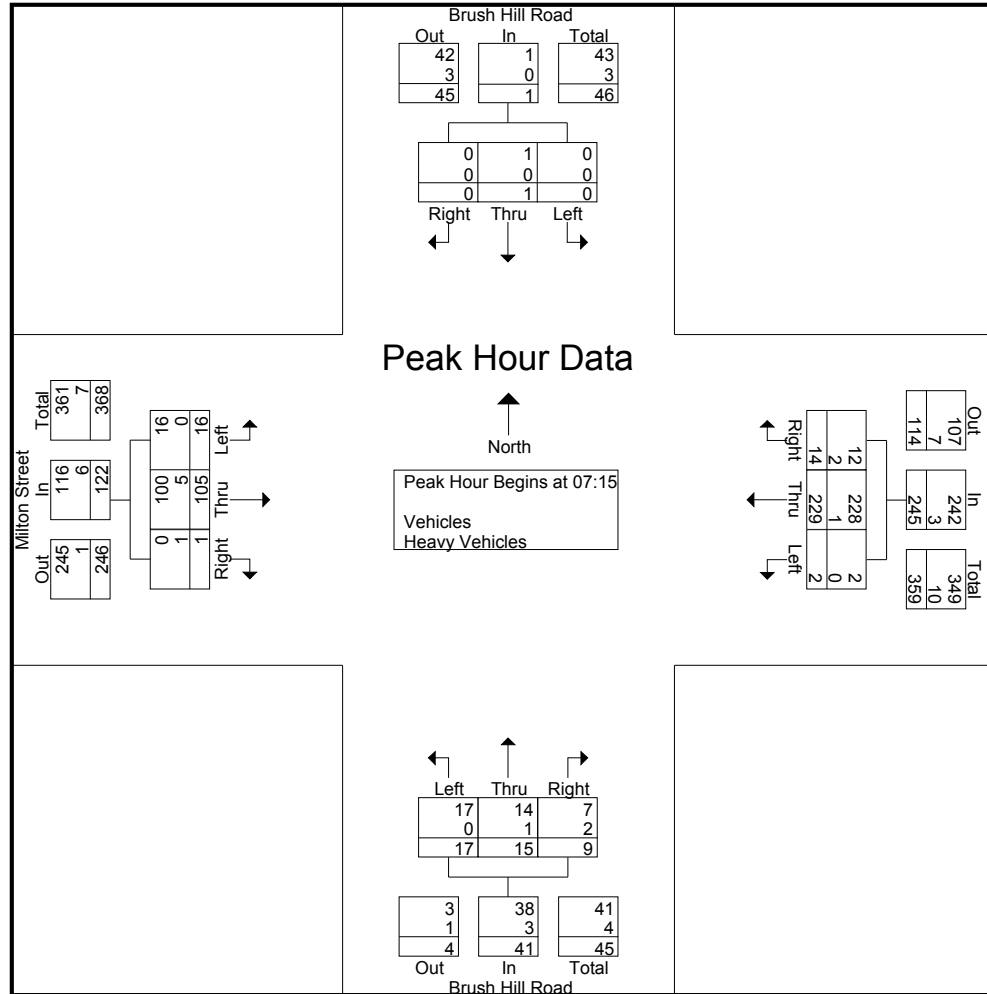 Brush Hill Road
Out In Total
42 1 43
3 0 3
45 1 46
0 1 0
0 0 0
0 1 0
Right Thru Left
Peak Hour Data
North
Peak Hour Begins at 07:15
Vehicles
Heavy Vehicles
Milton Street
Total
361
7
368
In
116
6
122
Out
245
1
246
Left
16
0
16
Thru
100
5
105
Right
0
1
1
Right
12
2
14
Thru
228
1
229
Left
2
0
2
Out
107
7
114
In
242
3
245
Total
349
10
359
Left Thru Right
17 14 7
0 1 2
17 15 9
3 38 41
1 3 4
4 41 45
Out In Total
Brush Hill Road